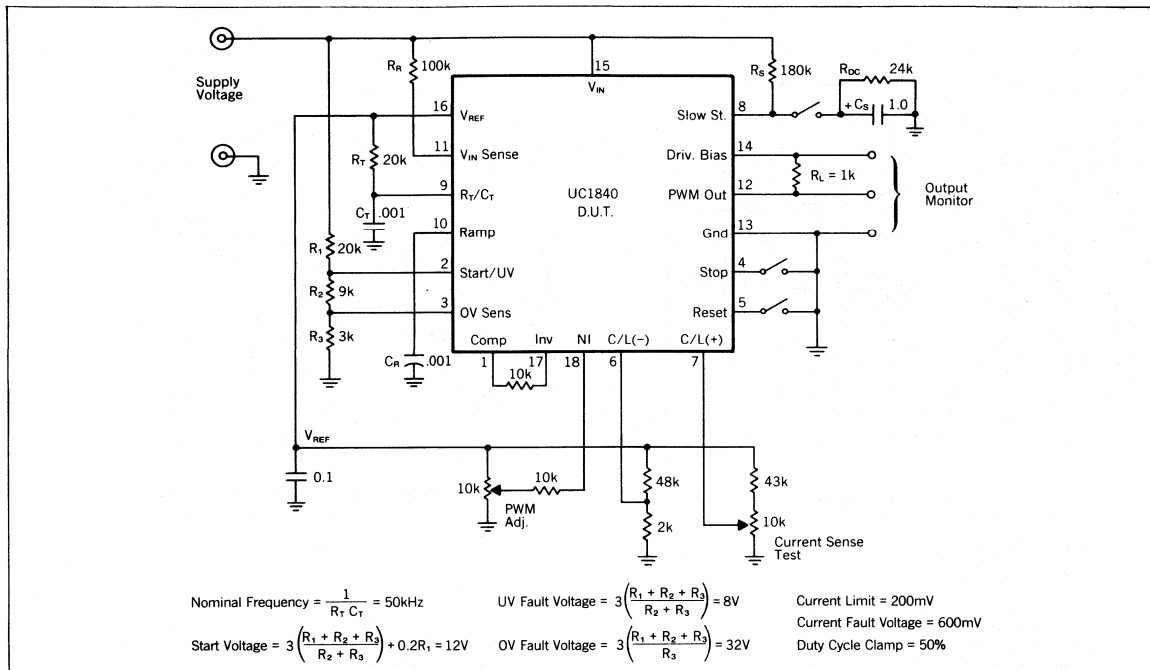 Supply
Voltage
R_R 100k
15
V_IN
R_S 180k
R_DC 24k
16 V_REF
Slow St. 8
+ C_S 1.0
R_T 20k
11 V_IN Sense
Driv. Bias 14
R_L = 1k
9 R_T/C_T
UC1840
D.U.T.
PWM Out 12
Output
Monitor
C_T .001
10 Ramp
Gnd 13
R_1 20k
2 Start/UV
Stop 4
R_2 9k
3 OV Sens
Reset 5
R_3 3k
Comp Inv NI C/L(-) C/L(+)
C_R .001
1 17 18 6 7
10k
V_REF
0.1
10k
10k
PWM
Adj.
48k
2k
43k
10k
Current Sense
Test
Nominal Frequency = 1 / (R_T C_T) = 50kHz
UV Fault Voltage = 3 ((R_1 + R_2 + R_3) / (R_2 + R_3)) = 8V
Current Limit = 200mV
Current Fault Voltage = 600mV
Start Voltage = 3 ((R_1 + R_2 + R_3) / (R_2 + R_3)) + 0.2R_1 = 12V
OV Fault Voltage = 3 ((R_1 + R_2 + R_3) / R_3) = 32V
Duty Cycle Clamp = 50%